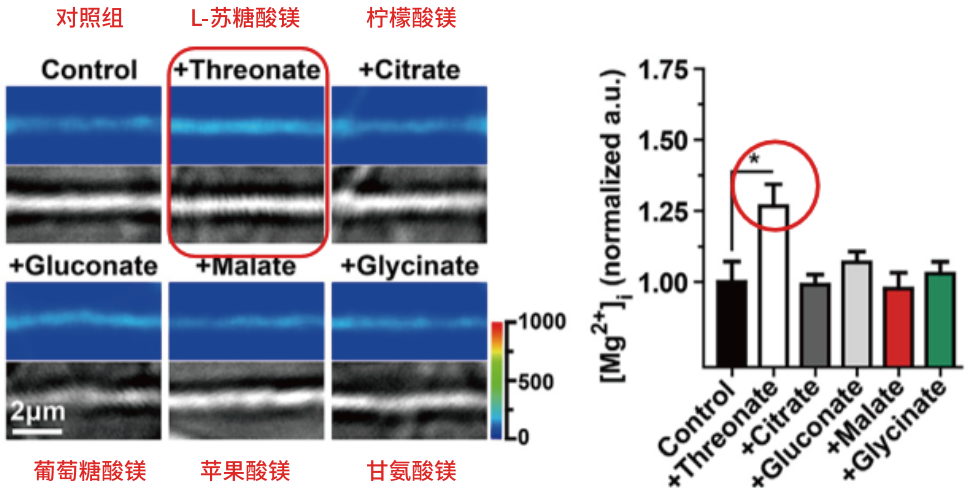 对照组 L-苏糖酸镁 柠檬酸镁
Control +Threonate +Citrate
+Gluconate +Malate +Glycinate
1000
500
0
2μm
葡萄糖酸镁 苹果酸镁 甘氨酸镁
[Mg²⁺]ᵢ (normalized a.u.)
1.75
1.50
1.25
1.00
*
Control
+Threonate
+Citrate
+Gluconate
+Malate
+Glycinate